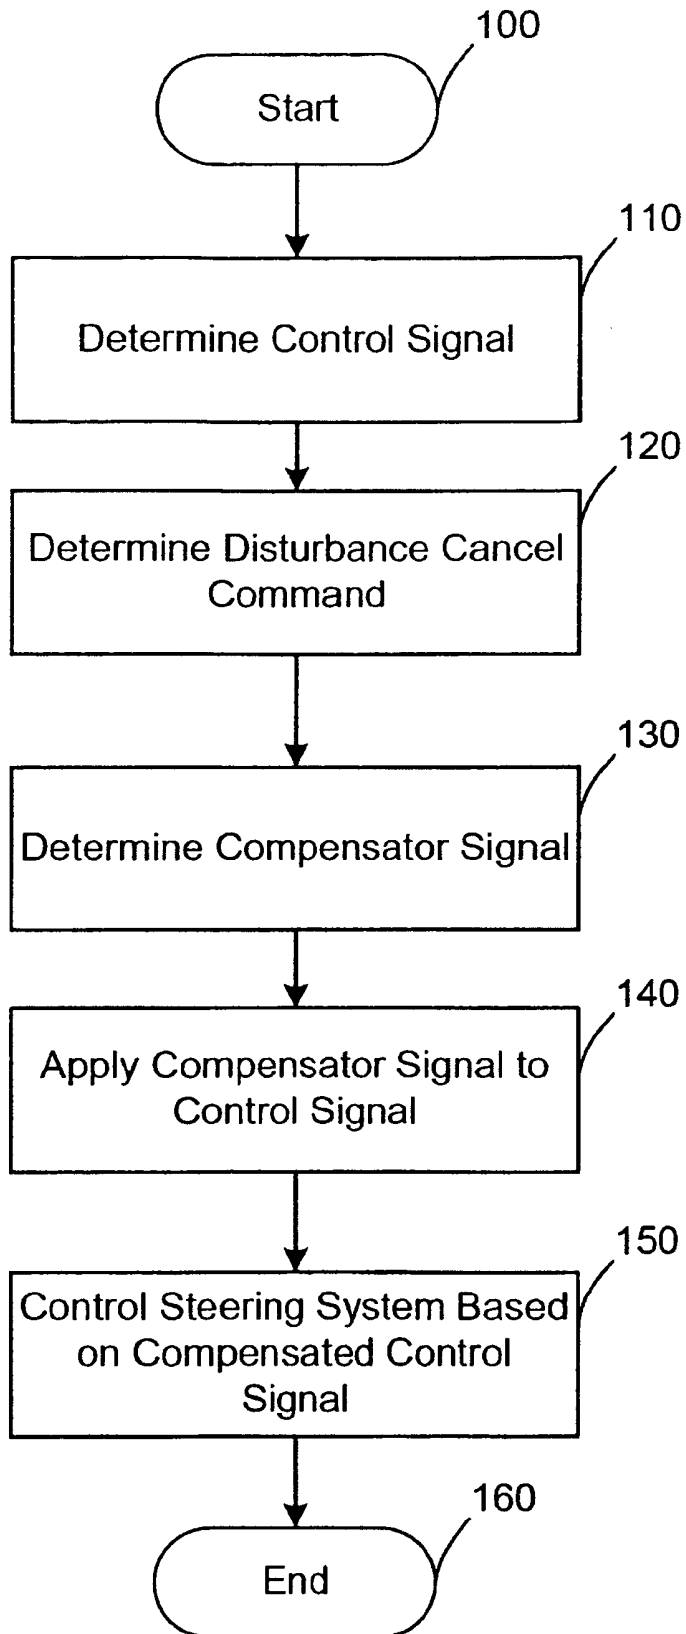 100
Start
110
Determine Control Signal
120
Determine Disturbance Cancel
Command
130
Determine Compensator Signal
140
Apply Compensator Signal to
Control Signal
150
Control Steering System Based
on Compensated Control
Signal
160
End